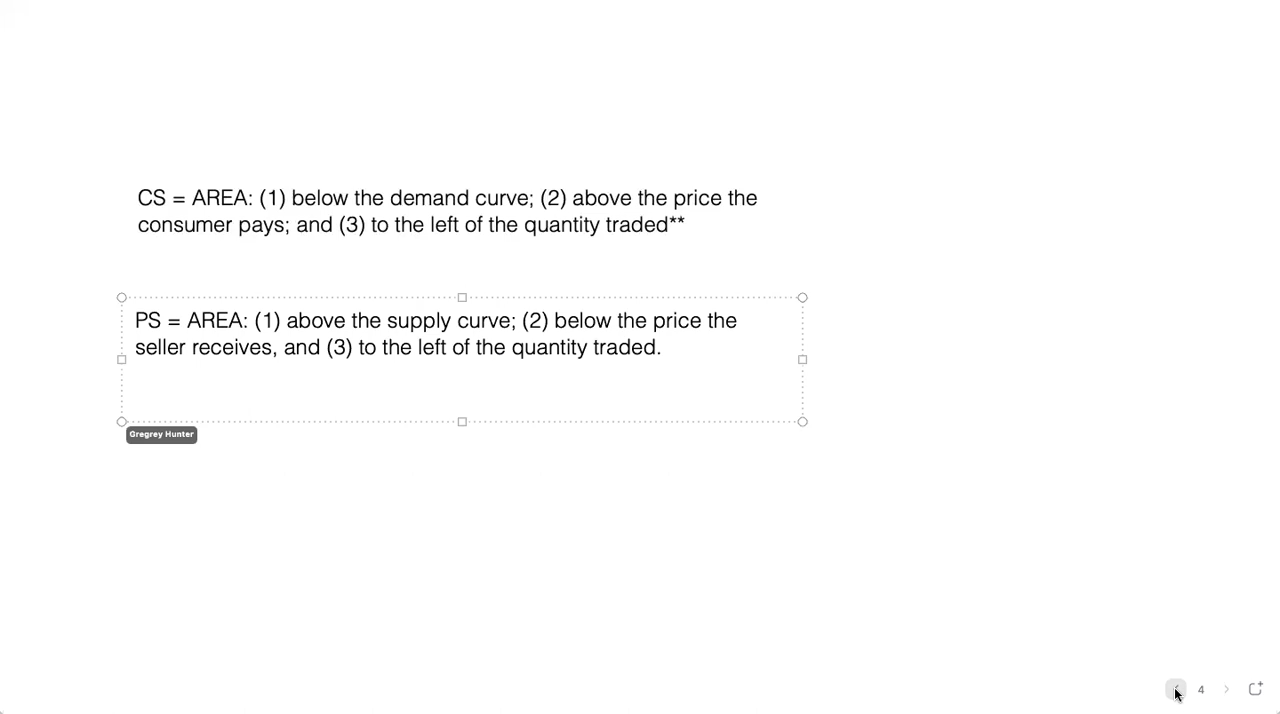 CS = AREA: (1) below the demand curve; (2) above the price the
consumer pays; and (3) to the left of the quantity traded**
PS = AREA: (1) above the supply curve; (2) below the price the
seller receives, and (3) to the left of the quantity traded.
Gregrey Hunter
4